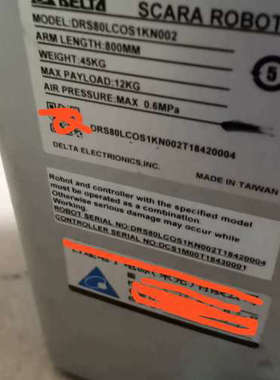 DELTA
SCARA ROBOT
MODEL:DRS80LCOS1KN002
ARM LENGTH:800MM
WEIGHT:45KG
MAX PAYLOAD:12KG
AIR PRESSURE:MAX 0.6MPa
DRS80LCOS1KN002T18420004
DELTA ELECTRONICS,INC.
MADE IN TAIWAN
Robot and controller with the specified model
must be operated as a combination.
Otherwise serious damage may occur while
Working.
ROBOT SERIAL NO:DRS80LCOS1KN002T18420004
CONTROLLER SERIAL NO:DCS1M00T18430001